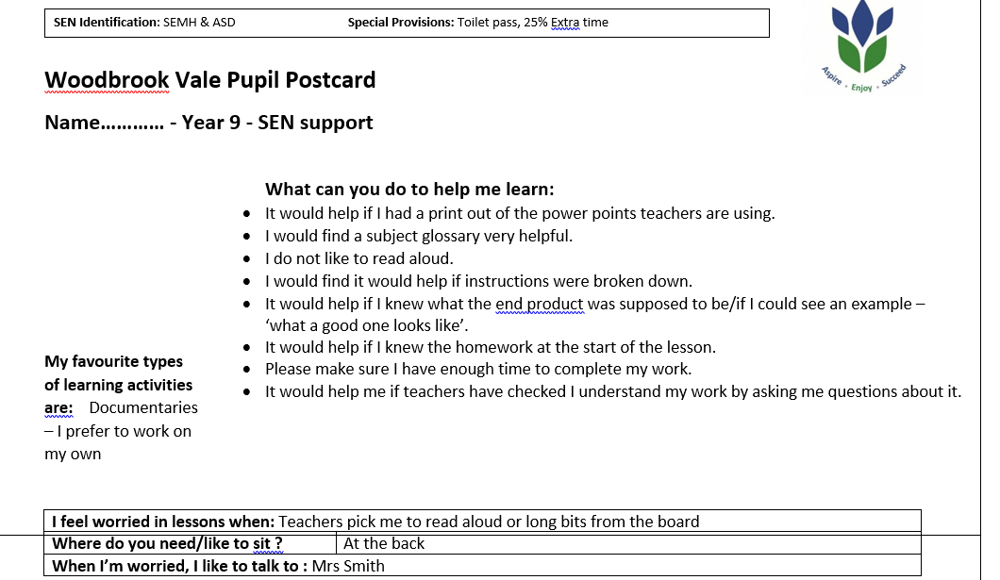 SEN Identification: SEMH & ASD Special Provisions: Toilet pass, 25% Extra time
Aspire • Enjoy • Succeed
Woodbrook Vale Pupil Postcard
Name………… - Year 9 - SEN support
What can you do to help me learn:
• It would help if I had a print out of the power points teachers are using.
• I would find a subject glossary very helpful.
• I do not like to read aloud.
• I would find it would help if instructions were broken down.
• It would help if I knew what the end product was supposed to be/if I could see an example –
‘what a good one looks like’.
• It would help if I knew the homework at the start of the lesson.
• Please make sure I have enough time to complete my work.
• It would help me if teachers have checked I understand my work by asking me questions about it.
My favourite types
of learning activities
are: Documentaries
– I prefer to work on
my own
I feel worried in lessons when: Teachers pick me to read aloud or long bits from the board
Where do you need/like to sit ? At the back
When I’m worried, I like to talk to : Mrs Smith